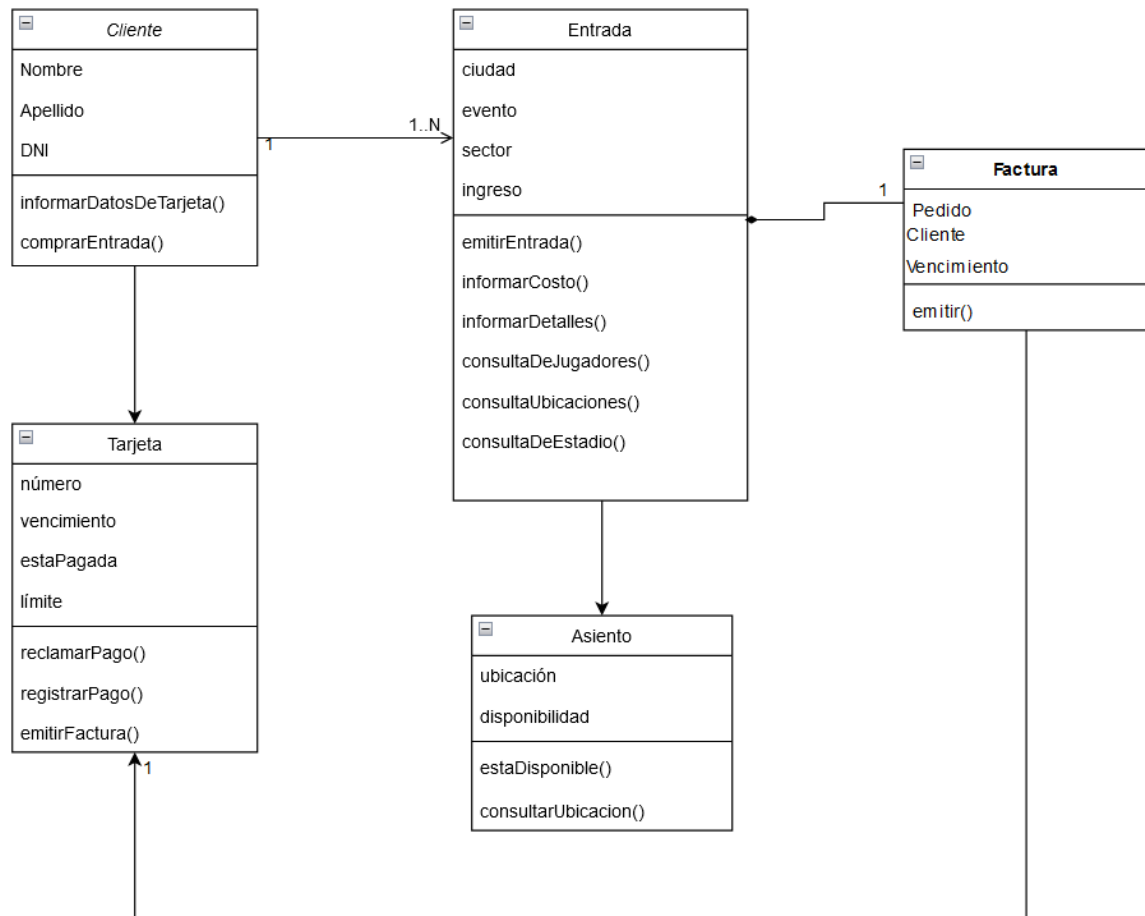 Cliente
Nombre
Apellido
DNI
informarDatosDeTarjeta()
comprarEntrada()
1
1..N
Entrada
ciudad
evento
sector
ingreso
emitirEntrada()
informarCosto()
informarDetalles()
consultaDeJugadores()
consultaUbicaciones()
consultaDeEstadio()
1
Factura
Pedido
Cliente
Vencimiento
emitir()
Tarjeta
número
vencimiento
estaPagada
límite
reclamarPago()
registrarPago()
emitirFactura()
1
Asiento
ubicación
disponibilidad
estaDisponible()
consultarUbicacion()